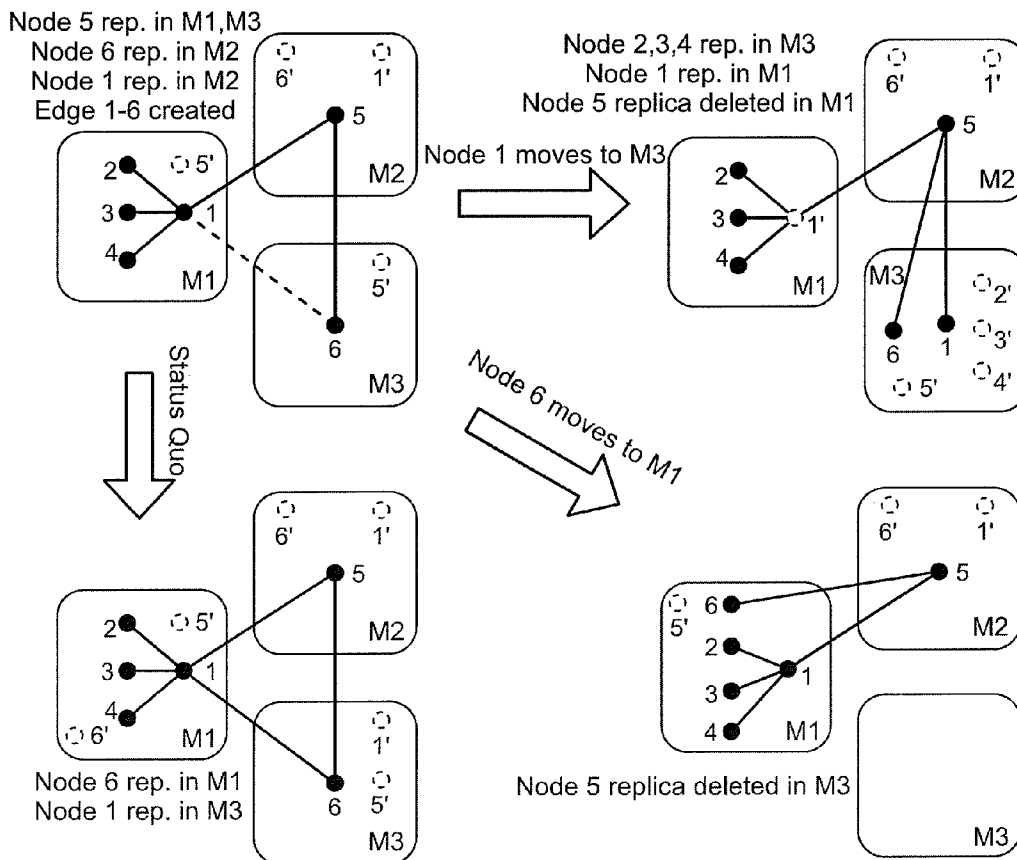 Node 5 rep. in M1,M3
Node 6 rep. in M2
Node 1 rep. in M2
Edge 1-6 created
6'
1'
5
M2
2
5'
3
1
4
M1
5'
6
M3
Node 1 moves to M3
Node 2,3,4 rep. in M3
Node 1 rep. in M1
Node 5 replica deleted in M1
6'
1'
5
M2
2
3
1'
4
M1
M3
2'
3'
6
1
4'
5'
Status Quo
Node 6 moves to M1
6'
1'
5
M2
2
5'
3
1
4
6'
M1
1'
6
5'
M3
Node 6 rep. in M1
Node 1 rep. in M3
6'
1'
5
M2
5'
6
2
1
3
4
M1
Node 5 replica deleted in M3
M3